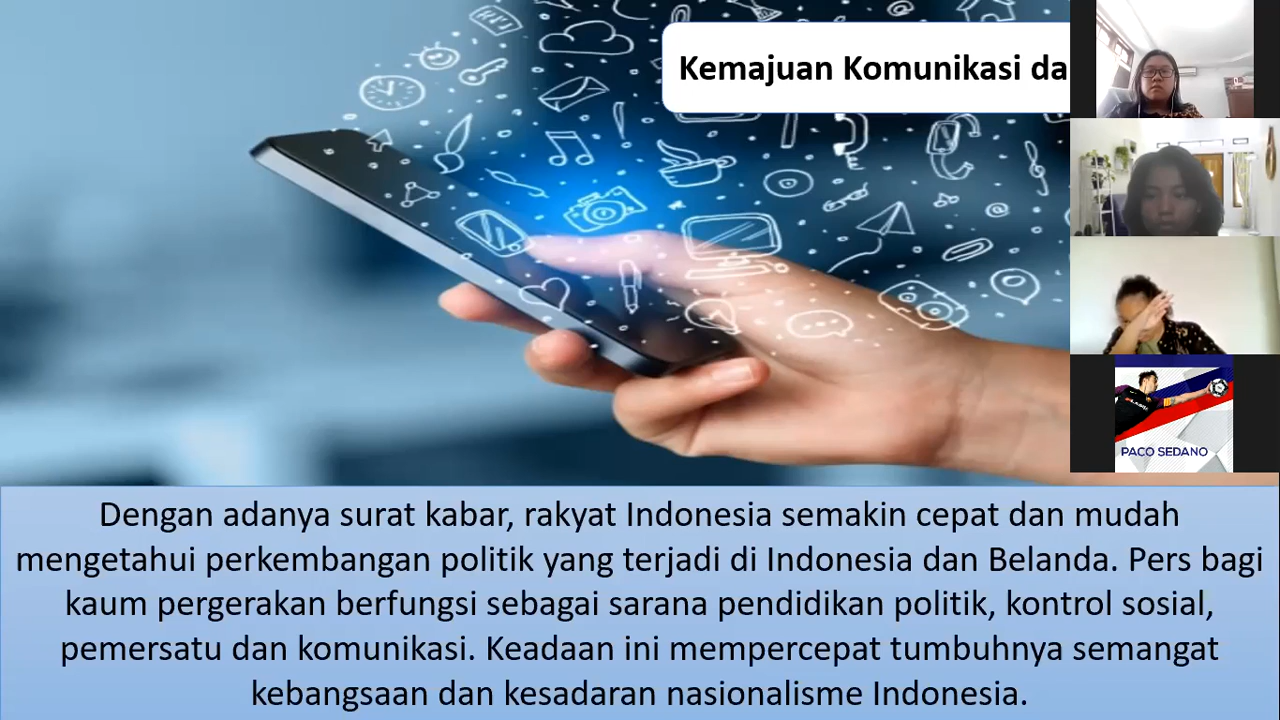 Kemajuan Komunikasi da
PACO SEDANO
Dengan adanya surat kabar, rakyat Indonesia semakin cepat dan mudah
mengetahui perkembangan politik yang terjadi di Indonesia dan Belanda. Pers bagi
kaum pergerakan berfungsi sebagai sarana pendidikan politik, kontrol sosial,
pemersatu dan komunikasi. Keadaan ini mempercepat tumbuhnya semangat
kebangsaan dan kesadaran nasionalisme Indonesia.